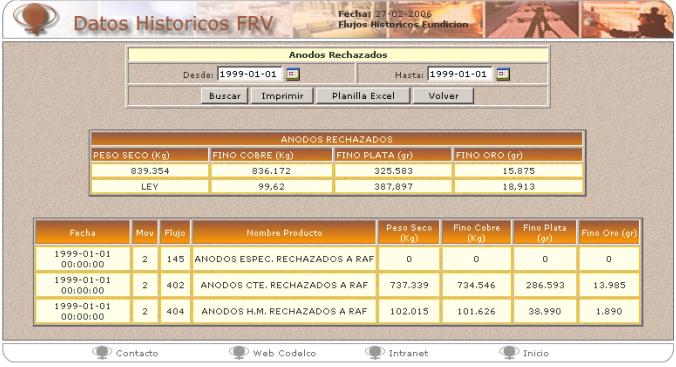 Datos Historicos FRV
Fecha: 27-02-2006
Flujos Historicos Fundicion
Anodos Rechazados
Desde: 1999-01-01 Hasta: 1999-01-01
Buscar Imprimir Planilla Excel Volver
ANODOS RECHAZADOS
PESO SECO (Kg) FINO COBRE (Kg) FINO PLATA (gr) FINO ORO (gr)
839.354 836.172 325.583 15,875
LEY 99,62 387,897 18,913
Fecha Mov Flujo Nombre Producto Peso Seco (Kg) Fino Cobre (Kg) Fino Plata (gr) Fino Oro (gr)
1999-01-01 00:00:00 2 145 ANODOS ESPEC. RECHAZADOS A RAF 0 0 0 0
1999-01-01 00:00:00 2 402 ANODOS CTE. RECHAZADOS A RAF 737.339 734.546 286.593 13.985
1999-01-01 00:00:00 2 404 ANODOS H.M. RECHAZADOS A RAF 102.015 101.626 38.990 1.890
Contacto Web Codelco Intranet Inicio